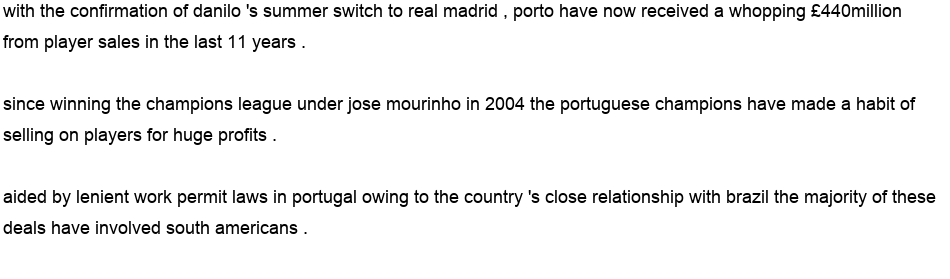 with the confirmation of danilo 's summer switch to real madrid , porto have now received a whopping £440million
from player sales in the last 11 years .
since winning the champions league under jose mourinho in 2004 the portuguese champions have made a habit of
selling on players for huge profits .
aided by lenient work permit laws in portugal owing to the country 's close relationship with brazil the majority of these
deals have involved south americans .